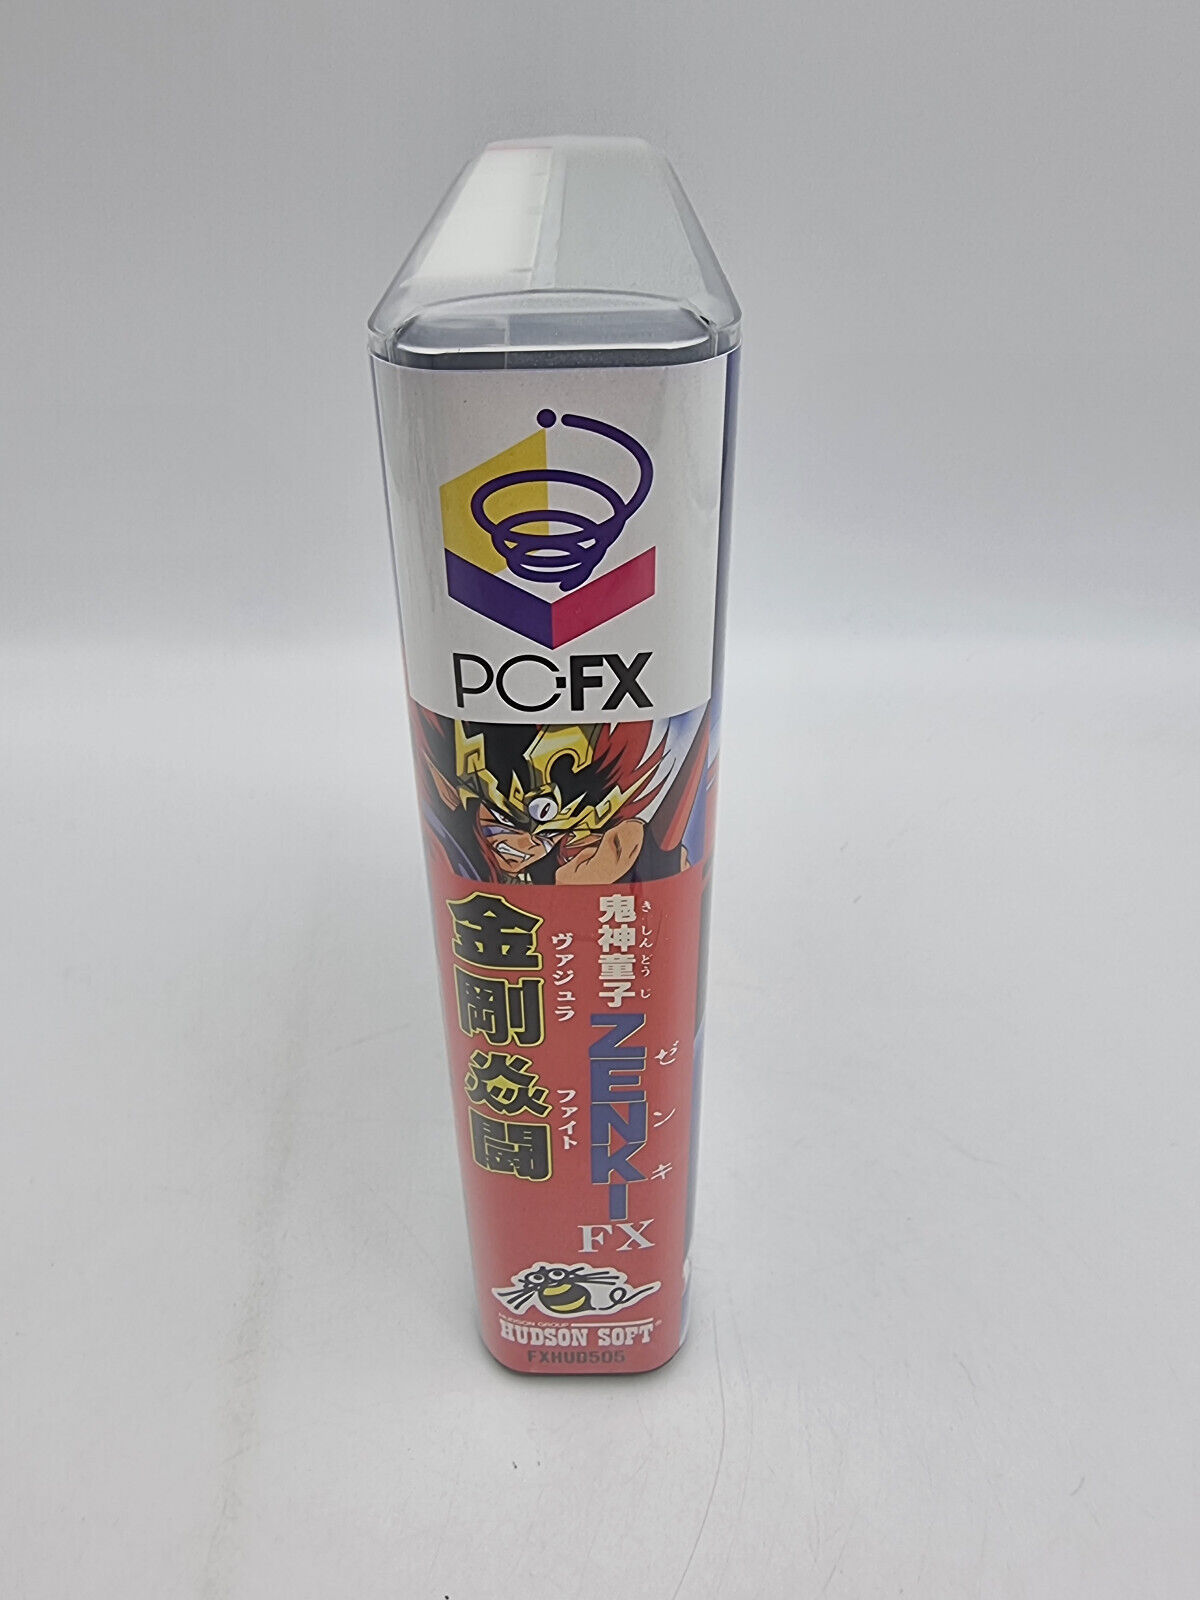 PC-FX
鬼神童子
きしんどうじ
ZENKI
ゼンキ
FX
金剛炎闘
ヴァジュラ
ファイト
HUDSON GROUP
HUDSON SOFT®
FXHUD505